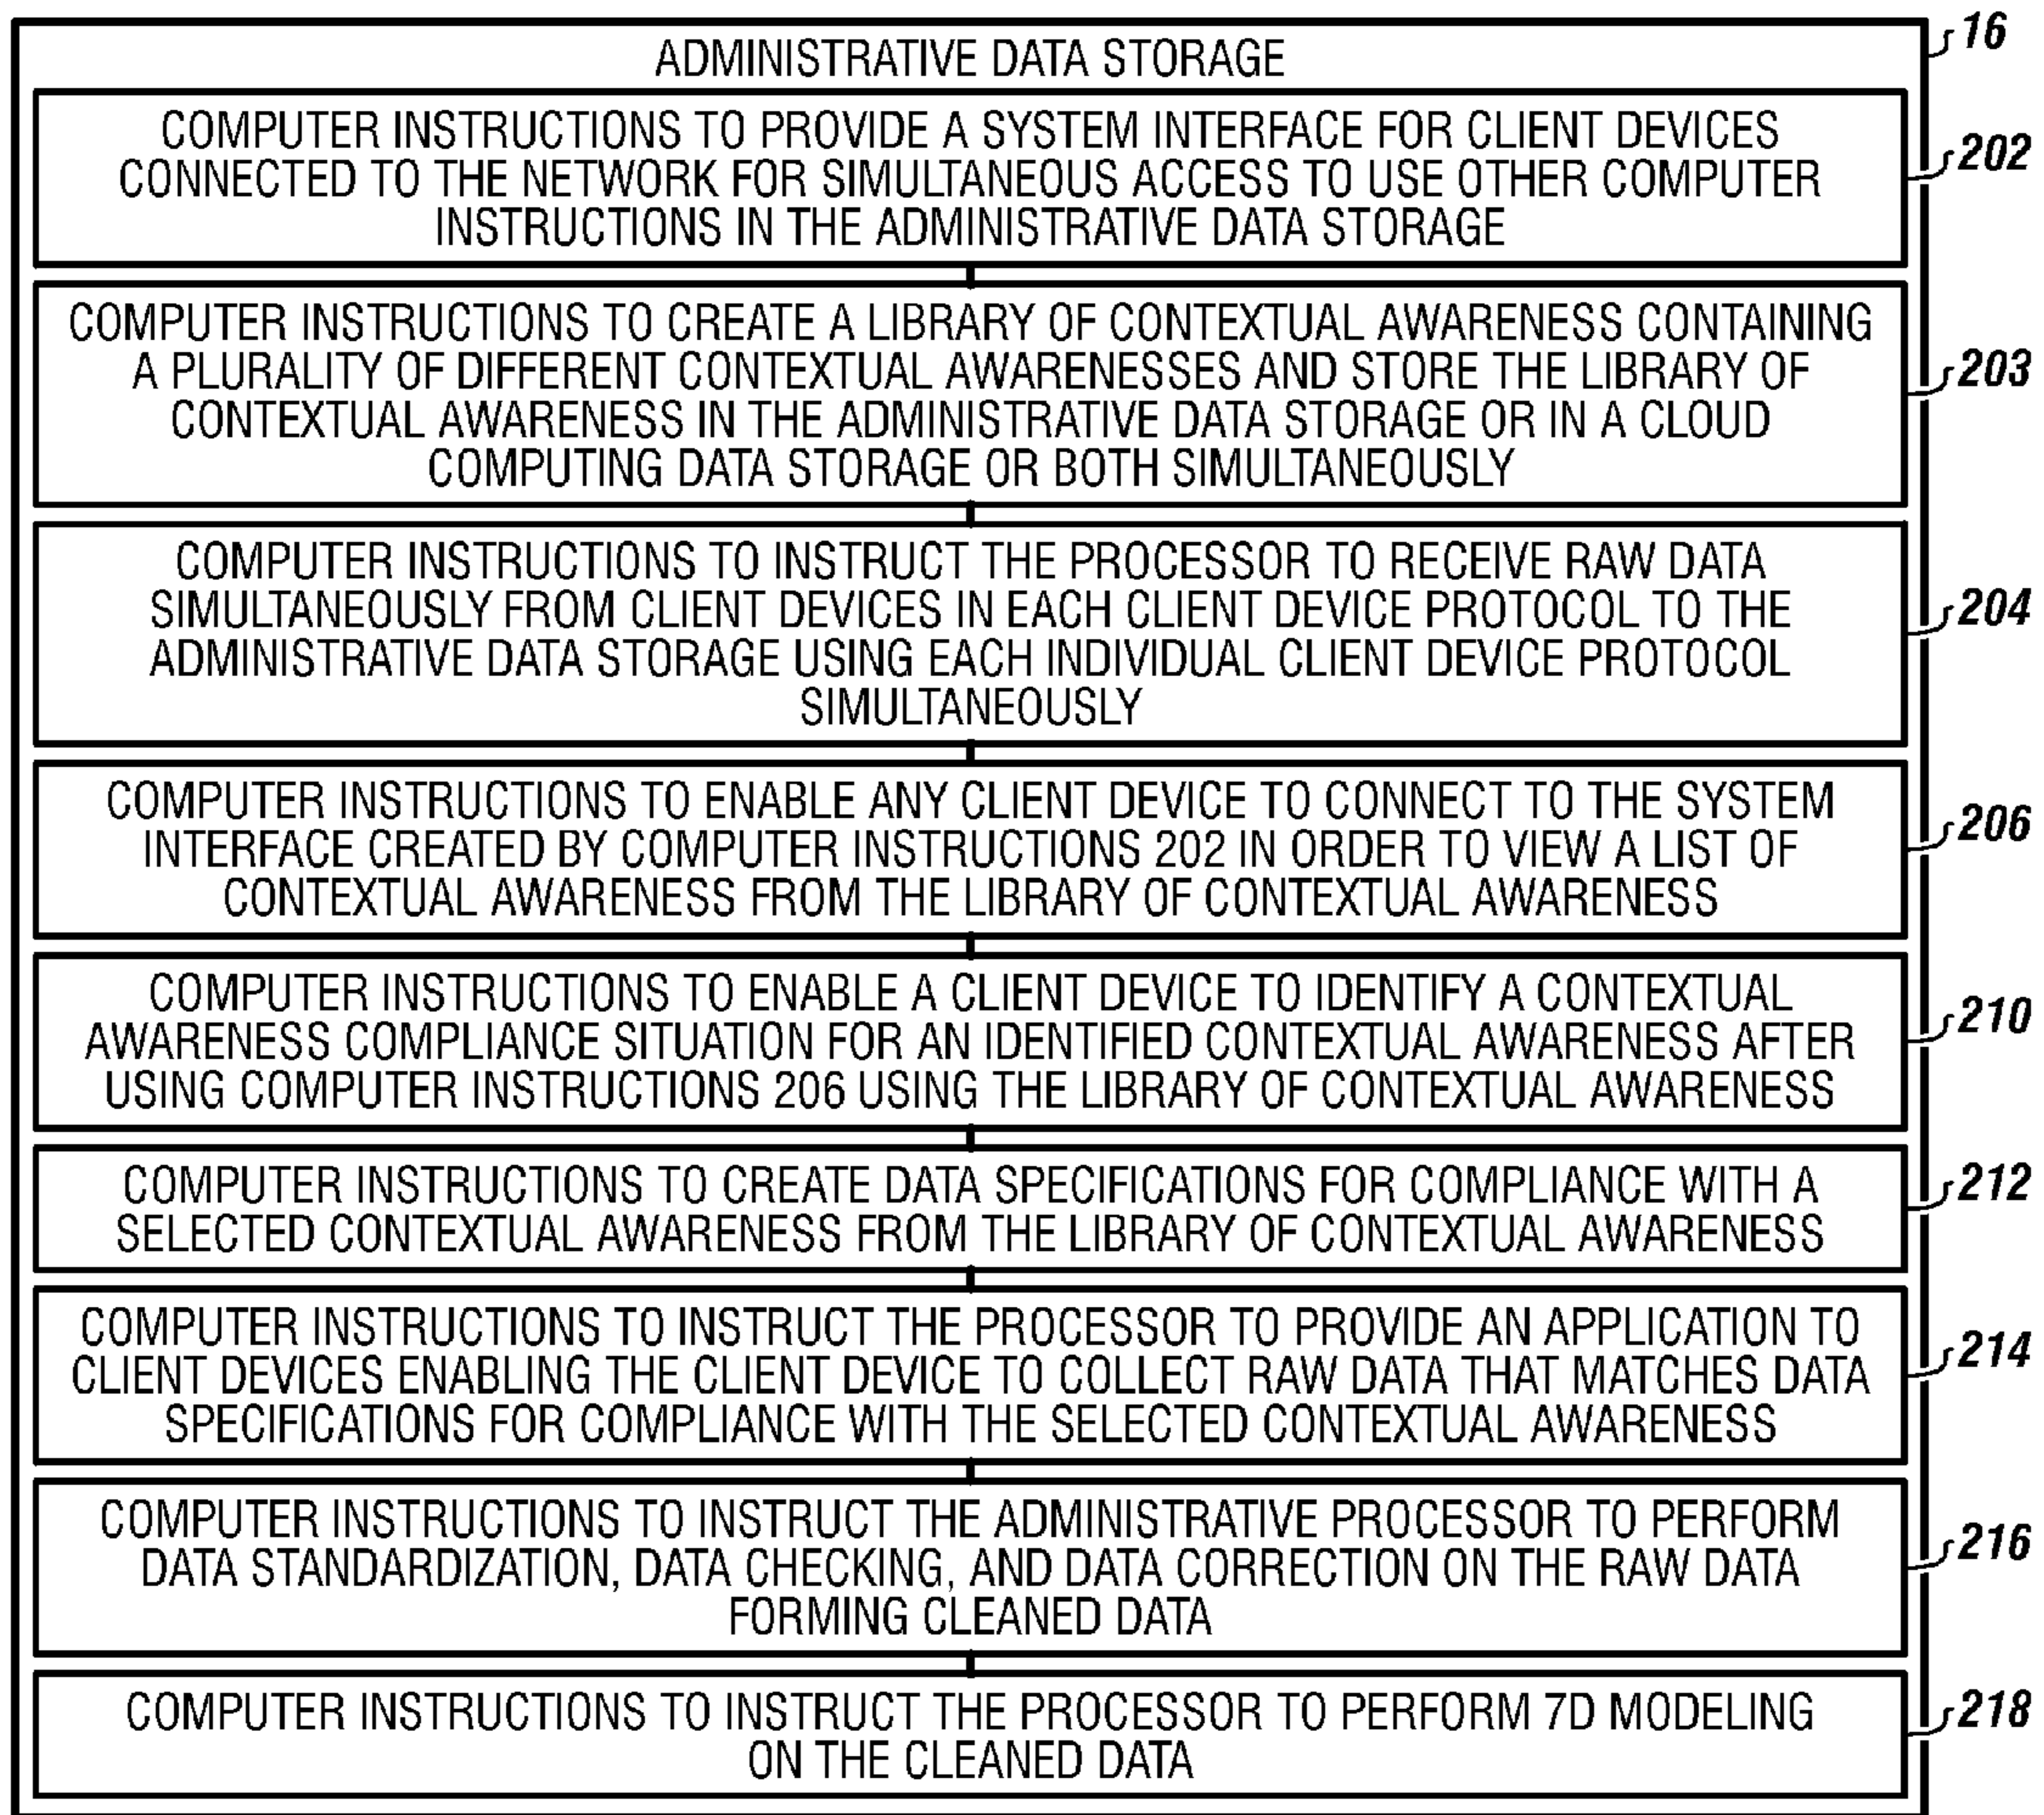 ADMINISTRATIVE DATA STORAGE
16
COMPUTER INSTRUCTIONS TO PROVIDE A SYSTEM INTERFACE FOR CLIENT DEVICES
CONNECTED TO THE NETWORK FOR SIMULTANEOUS ACCESS TO USE OTHER COMPUTER
INSTRUCTIONS IN THE ADMINISTRATIVE DATA STORAGE
202
COMPUTER INSTRUCTIONS TO CREATE A LIBRARY OF CONTEXTUAL AWARENESS CONTAINING
A PLURALITY OF DIFFERENT CONTEXTUAL AWARENESSES AND STORE THE LIBRARY OF
CONTEXTUAL AWARENESS IN THE ADMINISTRATIVE DATA STORAGE OR IN A CLOUD
COMPUTING DATA STORAGE OR BOTH SIMULTANEOUSLY
203
COMPUTER INSTRUCTIONS TO INSTRUCT THE PROCESSOR TO RECEIVE RAW DATA
SIMULTANEOUSLY FROM CLIENT DEVICES IN EACH CLIENT DEVICE PROTOCOL TO THE
ADMINISTRATIVE DATA STORAGE USING EACH INDIVIDUAL CLIENT DEVICE PROTOCOL
SIMULTANEOUSLY
204
COMPUTER INSTRUCTIONS TO ENABLE ANY CLIENT DEVICE TO CONNECT TO THE SYSTEM
INTERFACE CREATED BY COMPUTER INSTRUCTIONS 202 IN ORDER TO VIEW A LIST OF
CONTEXTUAL AWARENESS FROM THE LIBRARY OF CONTEXTUAL AWARENESS
206
COMPUTER INSTRUCTIONS TO ENABLE A CLIENT DEVICE TO IDENTIFY A CONTEXTUAL
AWARENESS COMPLIANCE SITUATION FOR AN IDENTIFIED CONTEXTUAL AWARENESS AFTER
USING COMPUTER INSTRUCTIONS 206 USING THE LIBRARY OF CONTEXTUAL AWARENESS
210
COMPUTER INSTRUCTIONS TO CREATE DATA SPECIFICATIONS FOR COMPLIANCE WITH A
SELECTED CONTEXTUAL AWARENESS FROM THE LIBRARY OF CONTEXTUAL AWARENESS
212
COMPUTER INSTRUCTIONS TO INSTRUCT THE PROCESSOR TO PROVIDE AN APPLICATION TO
CLIENT DEVICES ENABLING THE CLIENT DEVICE TO COLLECT RAW DATA THAT MATCHES DATA
SPECIFICATIONS FOR COMPLIANCE WITH THE SELECTED CONTEXTUAL AWARENESS
214
COMPUTER INSTRUCTIONS TO INSTRUCT THE ADMINISTRATIVE PROCESSOR TO PERFORM
DATA STANDARDIZATION, DATA CHECKING, AND DATA CORRECTION ON THE RAW DATA
FORMING CLEANED DATA
216
COMPUTER INSTRUCTIONS TO INSTRUCT THE PROCESSOR TO PERFORM 7D MODELING
ON THE CLEANED DATA
218